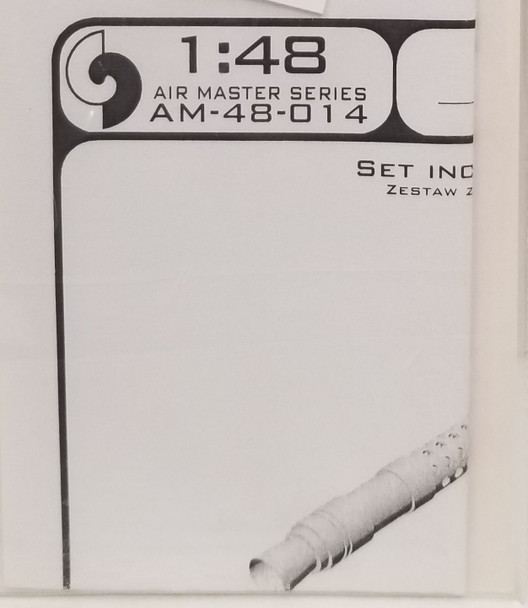 1:48
AIR MASTER SERIES
AM-48-014
SET INC
ZESTAW Z